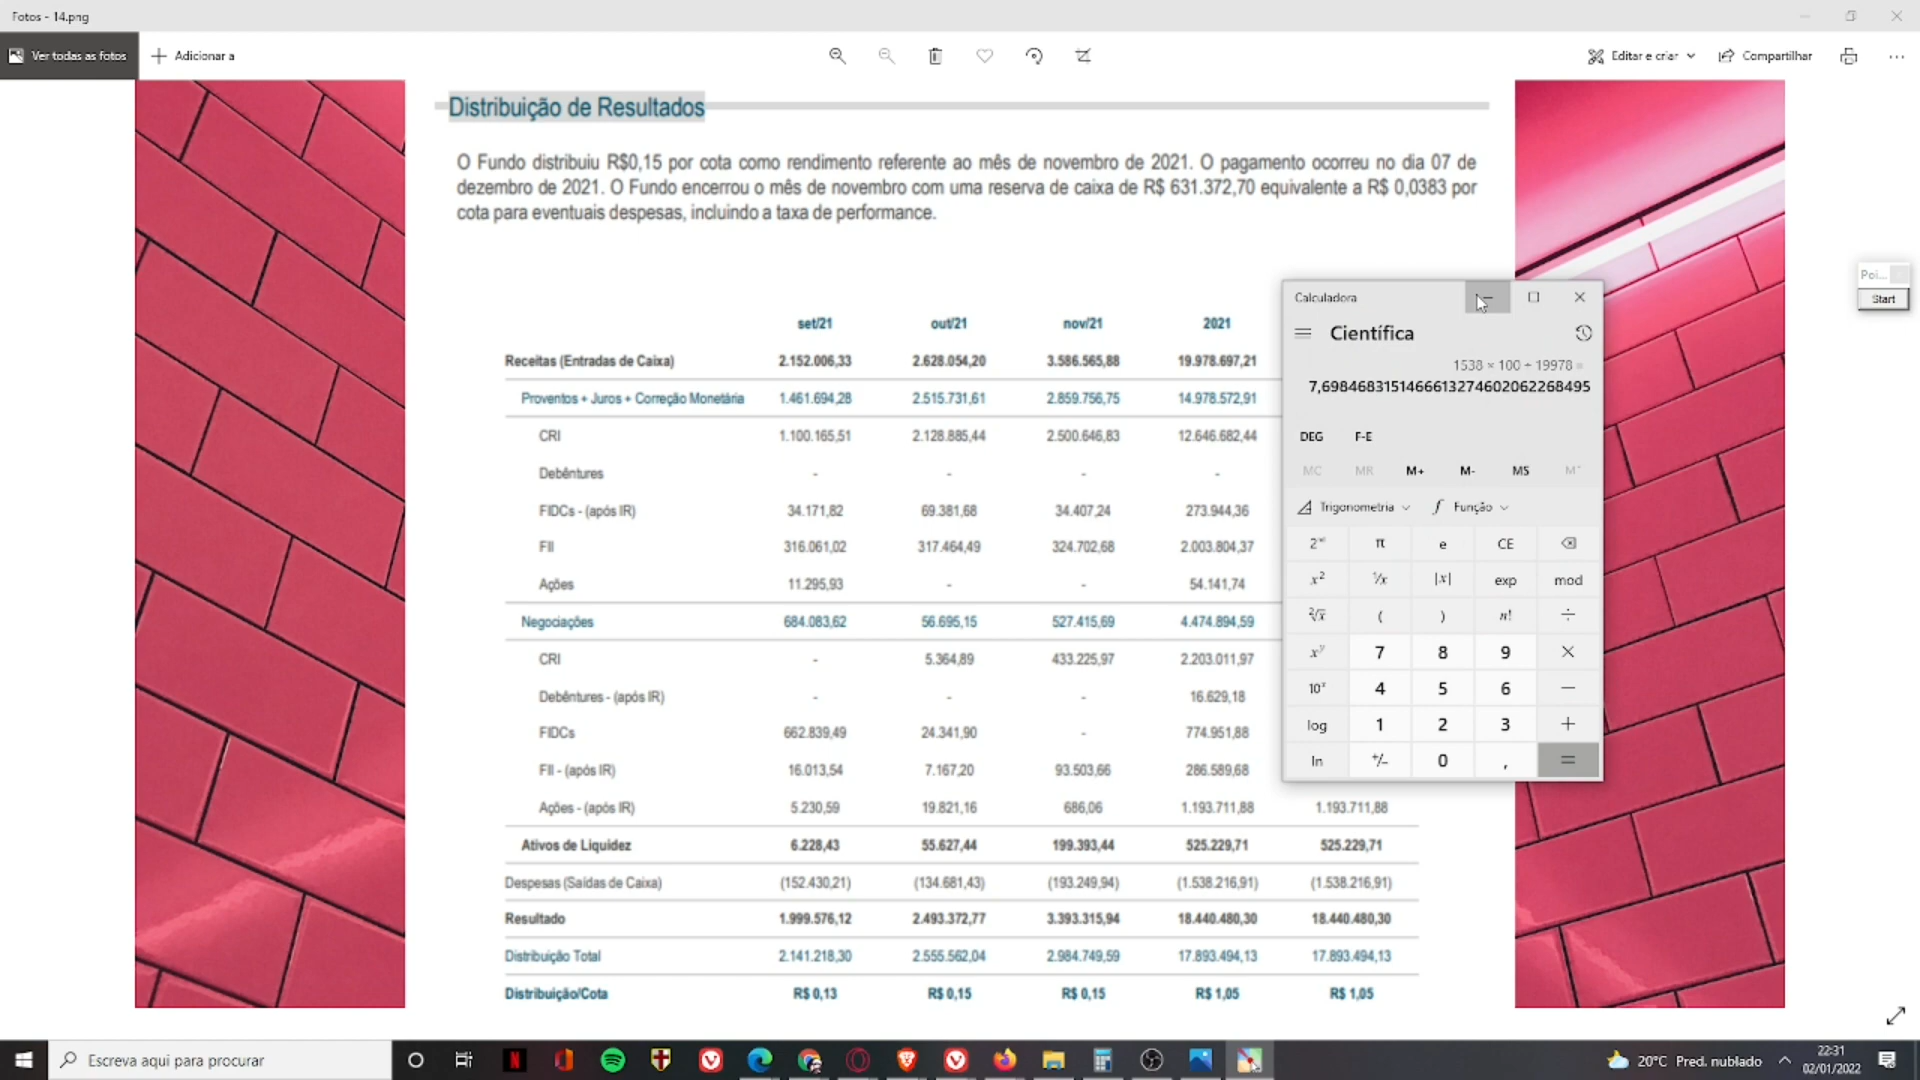 Fotos - 14.png
Ver todas as fotos
Adicionar a
Editar e criar
Compartilhar
Distribuição de Resultados
O Fundo distribuiu R$0,15 por cota como rendimento referente ao mês de novembro de 2021. O pagamento ocorreu no dia 07 de
dezembro de 2021. O Fundo encerrou o mês de novembro com uma reserva de caixa de R$ 631.372,70 equivalente a R$ 0,0383 por
cota para eventuais despesas, incluindo a taxa de performance.
Poi...
Start
set/21 out/21 nov/21 2021
Receitas (Entradas de Caixa) 2.152.006,33 2.628.054,20 3.586.565,88 19.978.697,21
Proventos + Juros + Correção Monetária 1.461.694,28 2.515.731,61 2.859.756,75 14.978.572,91
CRI 1.100.165,51 2.128.885,44 2.500.646,83 12.646.682,44
Debêntures - - - -
FIDCs - (após IR) 34.171,82 69.381,68 34.407,24 273.944,36
FII 316.061,02 317.464,49 324.702,68 2.003.804,37
Ações 11.295,93 - - 54.141,74
Negociações 684.083,62 56.695,15 527.415,69 4.474.894,59
CRI - 5.364,89 433.225,97 2.203.011,97
Debêntures - (após IR) - - - 16.629,18
FIDCs 662.839,49 24.341,90 - 774.951,88
FII - (após IR) 16.013,54 7.167,20 93.503,66 286.589,68
Ações - (após IR) 5.230,59 19.821,16 686,06 1.193.711,88 1.193.711,88
Ativos de Liquidez 6.228,43 55.627,44 199.393,44 525.229,71 525.229,71
Despesas (Saídas de Caixa) (152.430,21) (134.681,43) (193.249,94) (1.538.216,91) (1.538.216,91)
Resultado 1.999.576,12 2.493.372,77 3.393.315,94 18.440.480,30 18.440.480,30
Distribuição Total 2.141.218,30 2.555.562,04 2.984.749,59 17.893.494,13 17.893.494,13
Distribuição/Cota R$ 0,13 R$ 0,15 R$ 0,15 R$ 1,05 R$ 1,05
Calculadora
Científica
1538 × 100 ÷ 19978 =
7,6984683151466613274602062268495
DEG F-E
MC MR M+ M- MS M˅
Trigonometria Função
2ⁿᵈ π e CE
x² ¹/x |x| exp mod
²√x ( ) n! ÷
xʸ 7 8 9 ×
10ˣ 4 5 6 −
log 1 2 3 +
ln +/− 0 , =
Escreva aqui para procurar
20°C Pred. nublado
22:31
02/01/2022